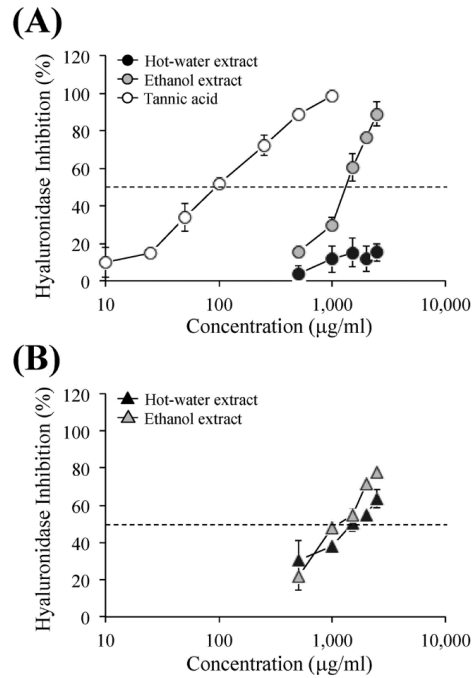 (A)
120
100
80
60
40
20
0
Hyaluronidase Inhibition (%)
Hot-water extract
Ethanol extract
Tannic acid
10
100
1,000
10,000
Concentration (μg/ml)
(B)
120
100
80
60
40
20
0
Hyaluronidase Inhibition (%)
Hot-water extract
Ethanol extract
10
100
1,000
10,000
Concentration (μg/ml)